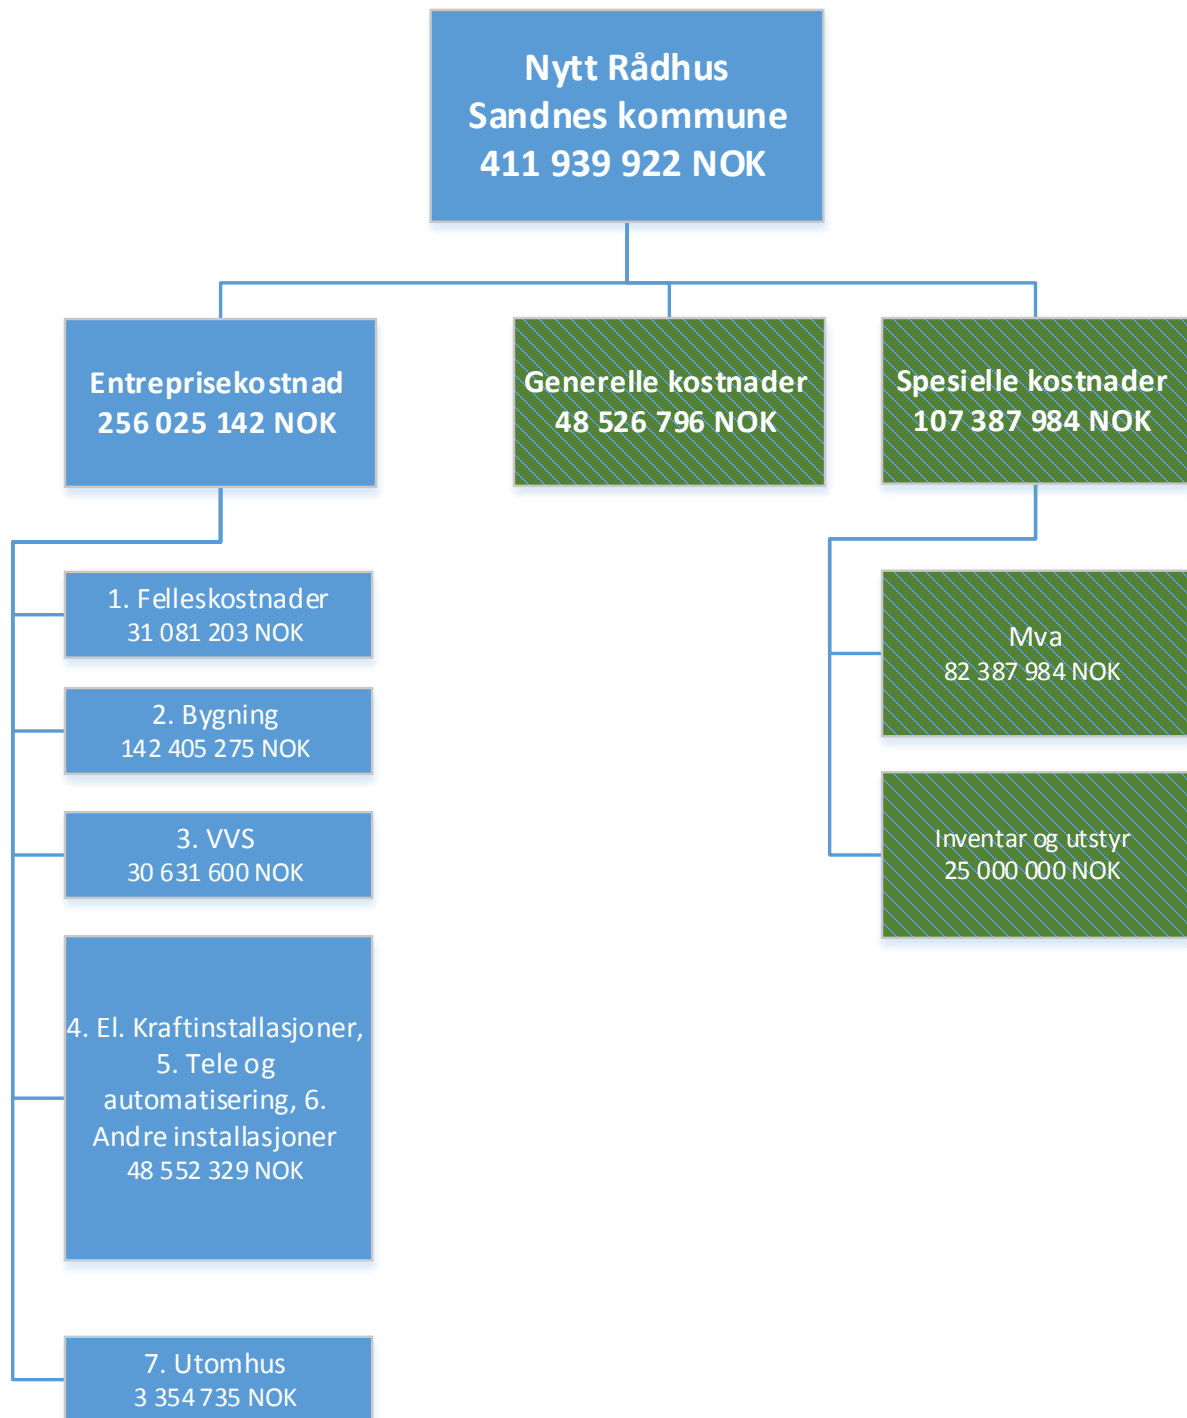 Nytt Rådhus
Sandnes kommune
411 939 922 NOK
Entreprisekostnad
256 025 142 NOK
Generelle kostnader
48 526 796 NOK
Spesielle kostnader
107 387 984 NOK
1. Felleskostnader
31 081 203 NOK
2. Bygning
142 405 275 NOK
3. VVS
30 631 600 NOK
4. El. Kraftinstallasjoner,
5. Tele og
automatisering, 6.
Andre installasjoner
48 552 329 NOK
7. Utomhus
3 354 735 NOK
Mva
82 387 984 NOK
Inventar og utstyr
25 000 000 NOK